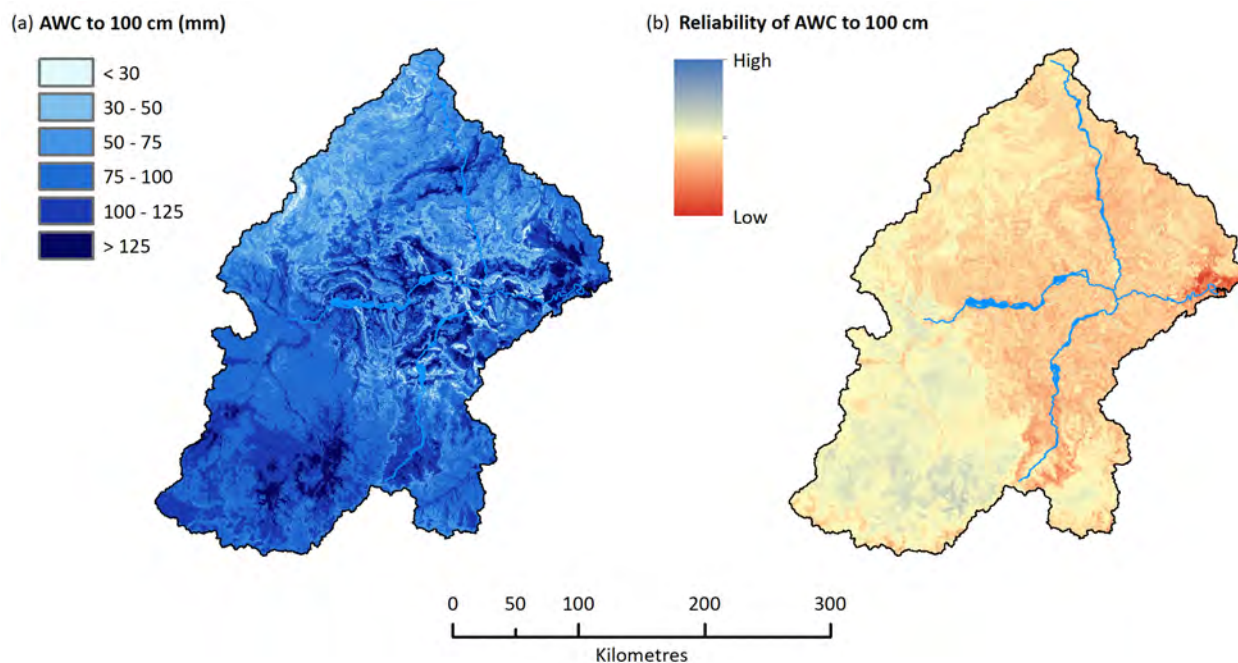 (a) AWC to 100 cm (mm)
< 30
30 - 50
50 - 75
75 - 100
100 - 125
> 125
(b) Reliability of AWC to 100 cm
High
Low
0 50 100 200 300
Kilometres